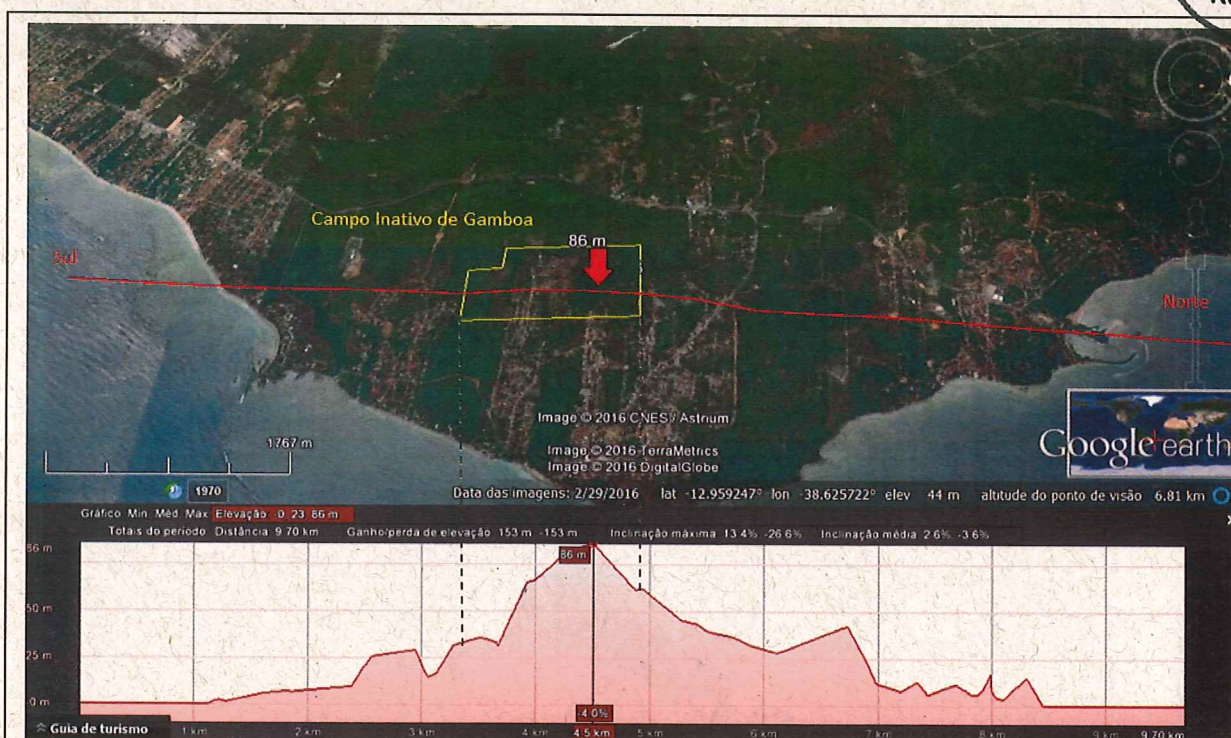 Campo Inativo de Gamboa
86 m
Sul
Norte
Image © 2016 CNES / Astrium
Image © 2016 TerraMetrics
Image © 2016 DigitalGlobe
Google earth
1767 m
1970
Data das imagens: 2/29/2016 lat -12.959247° lon -38.625722° elev 44 m altitude do ponto de visão 6.81 km
Gráfico: Min, Méd, Máx Elevação: 0, 23, 86 m
Totais do período: Distância: 9.70 km Ganho/perda de elevação: 153 m, -153 m Inclinação máxima: 13.4%, -26.6% Inclinação média: 2.6%, -3.6%
86 m
86 m
50 m
25 m
0 m
-4.0%
Guia de turismo
1 km 2 km 3 km 4 km 4.5 km 5 km 6 km 7 km 8 km 9 km 9.70 km